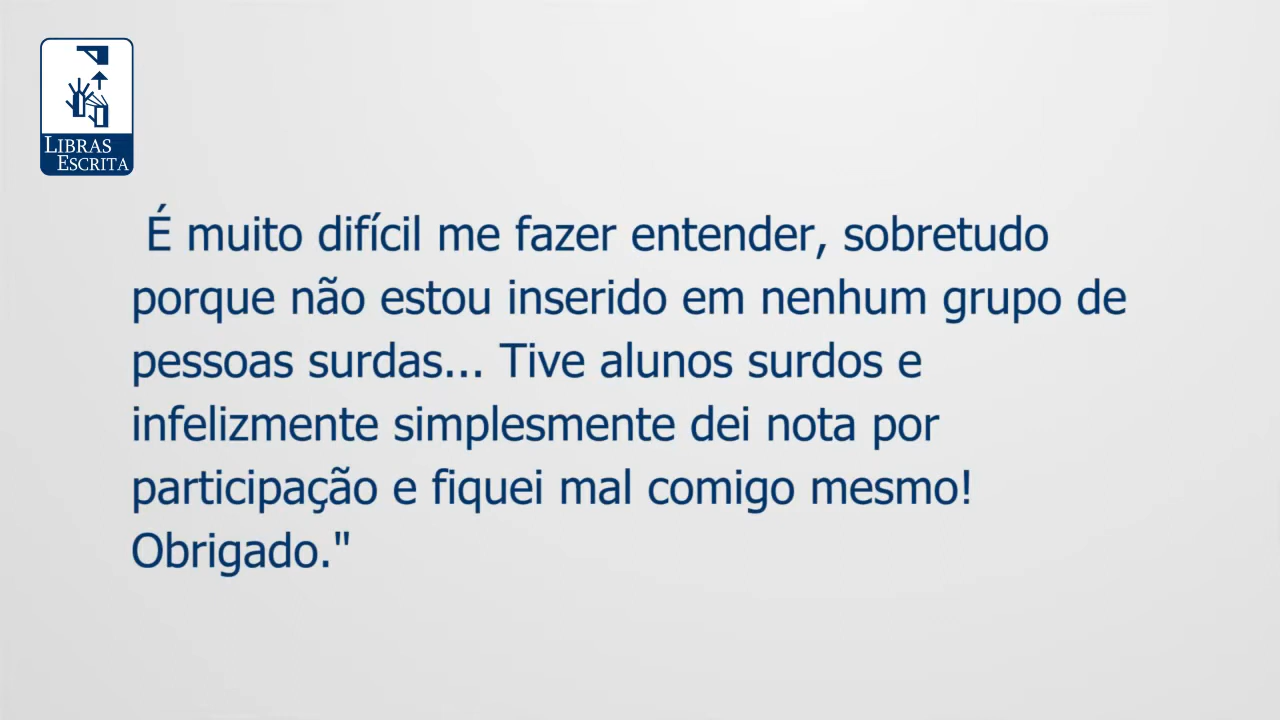 LIBRAS
ESCRITA
É muito difícil me fazer entender, sobretudo
porque não estou inserido em nenhum grupo de
pessoas surdas... Tive alunos surdos e
infelizmente simplesmente dei nota por
participação e fiquei mal comigo mesmo!
Obrigado."